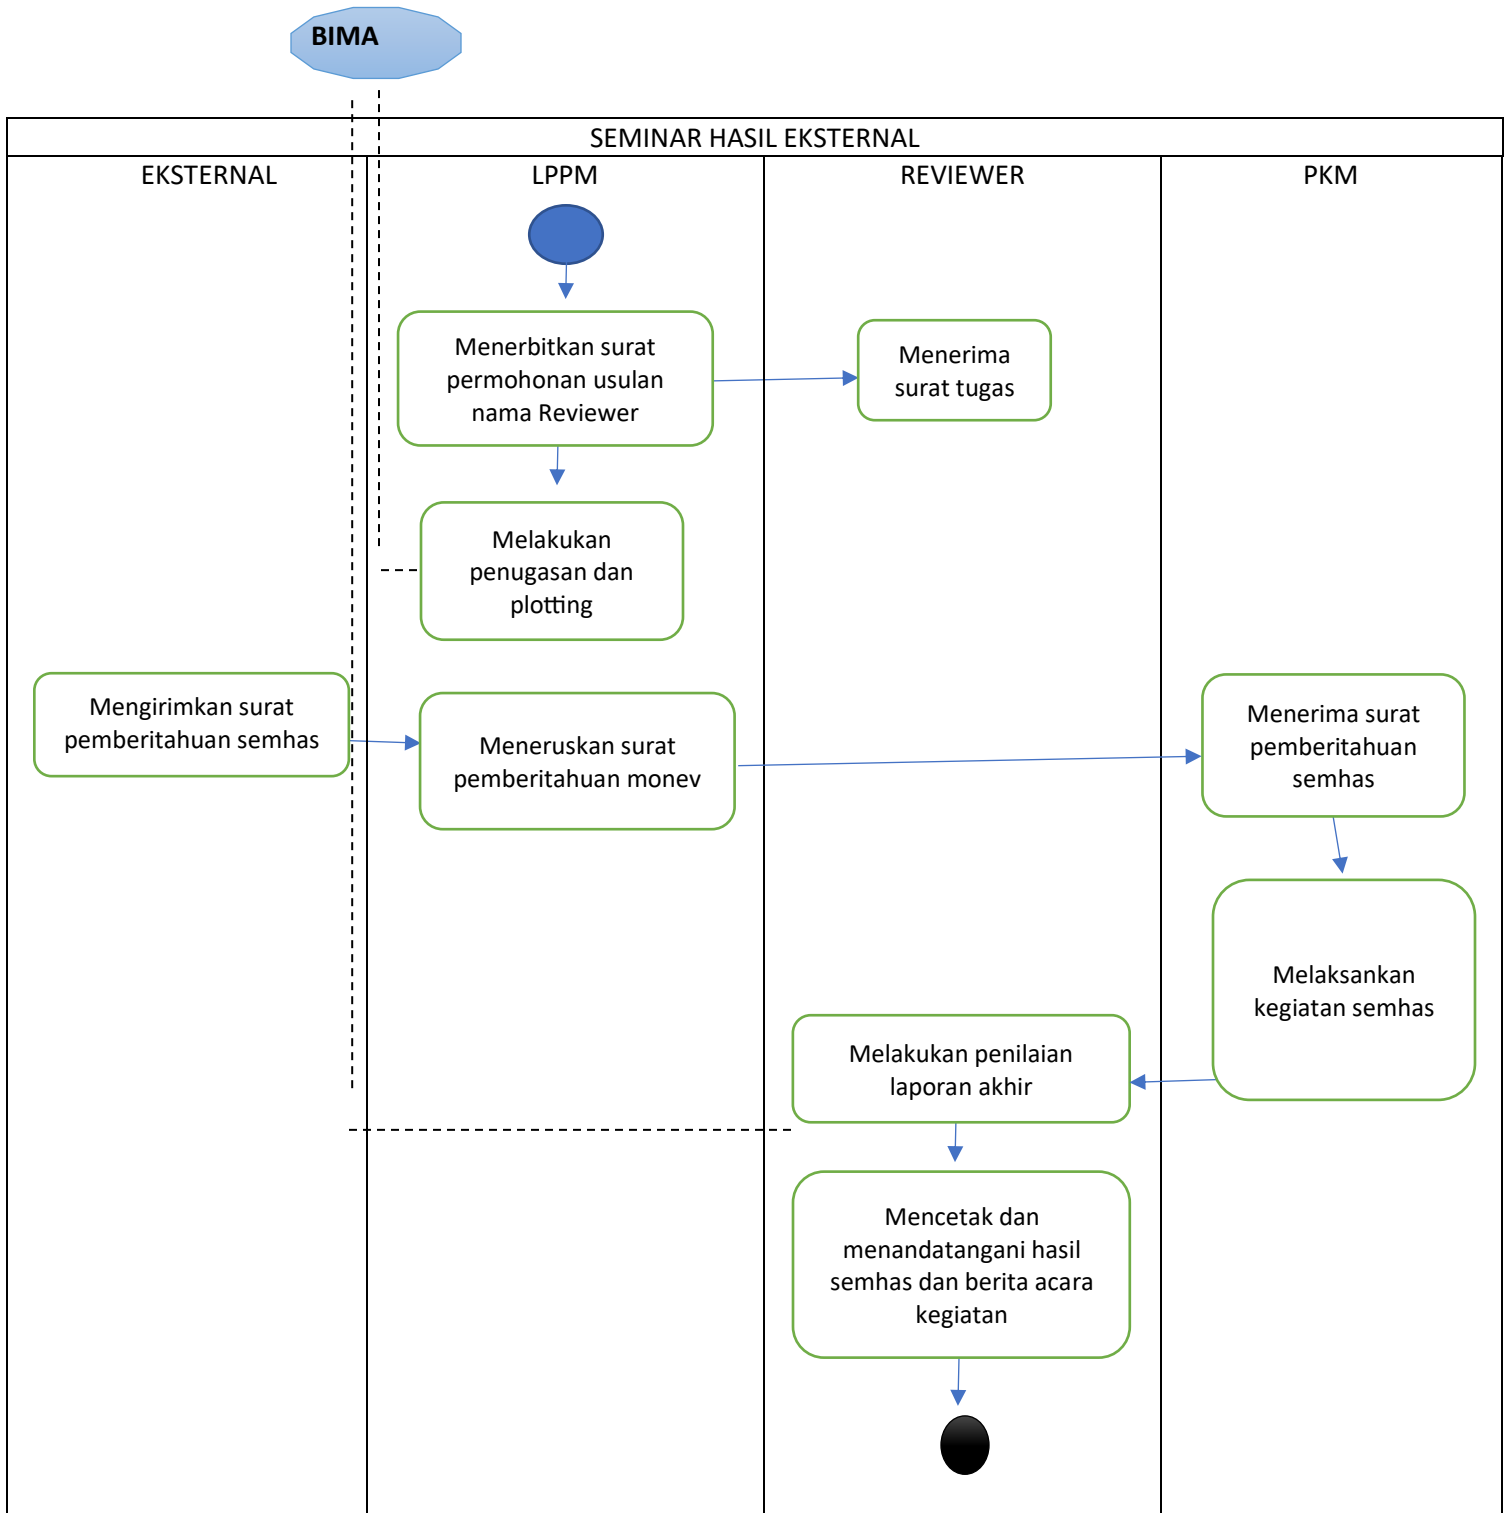 BIMA
SEMINAR HASIL EKSTERNAL
EKSTERNAL
LPPM
REVIEWER
PKM
Menerbitkan surat
permohonan usulan
nama Reviewer
Menerima
surat tugas
Melakukan
penugasan dan
plotting
Mengirimkan surat
pemberitahuan semhas
Meneruskan surat
pemberitahuan monev
Menerima surat
pemberitahuan
semhas
Melaksankan
kegiatan semhas
Melakukan penilaian
laporan akhir
Mencetak dan
menandatangani hasil
semhas dan berita acara
kegiatan